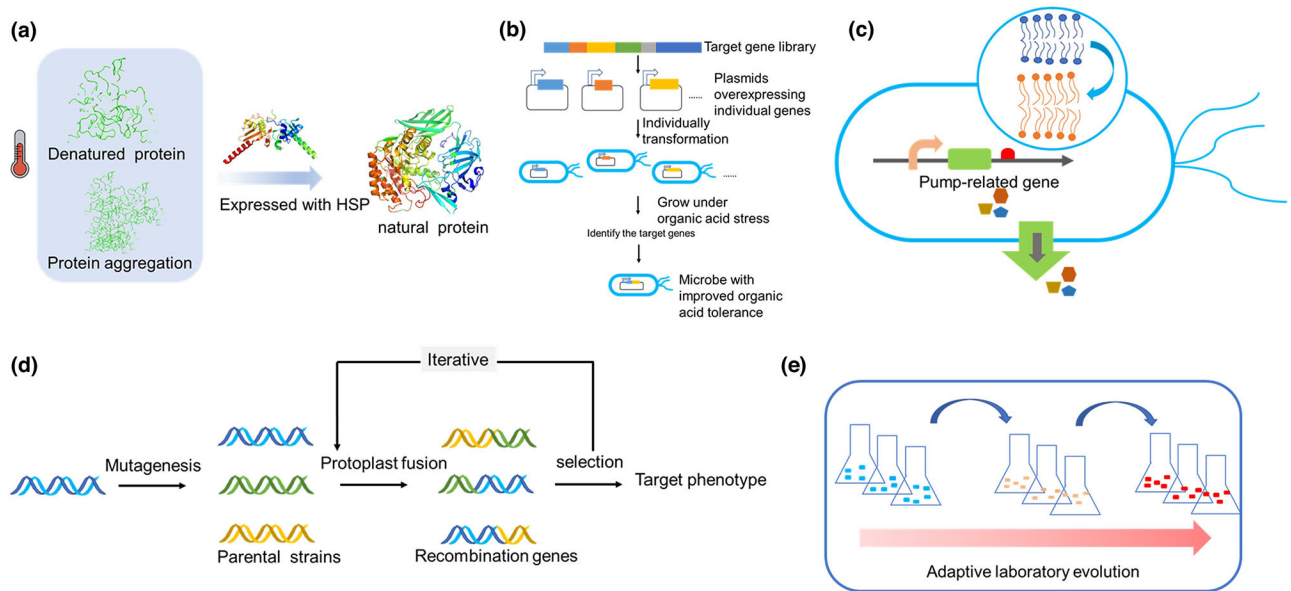 (a)
Denatured protein
Protein aggregation
Expressed with HSP
natural protein
(b)
Target gene library
Plasmids
overexpressing
individual genes
......
Individually
transformation
......
Grow under
organic acid stress
Identify the target genes
Microbe with
improved organic
acid tolerance
(c)
Pump-related gene
(d)
Iterative
Mutagenesis
Parental strains
Protoplast fusion
Recombination genes
selection
Target phenotype
(e)
Adaptive laboratory evolution